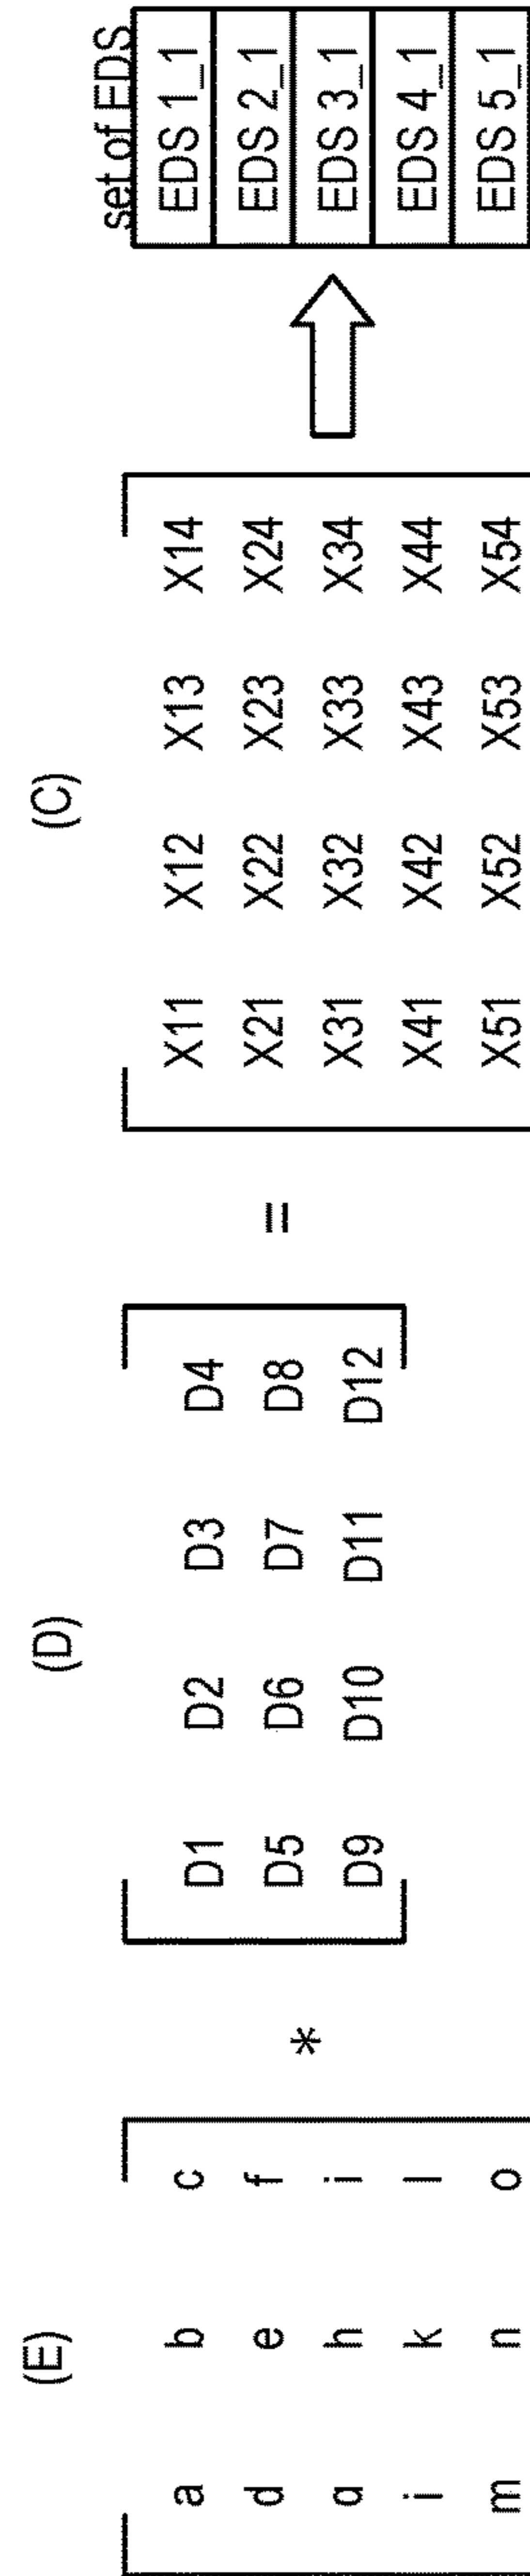 (E) (D) (C) set of EDS
a b c D1 D2 D3 D4 X11 X12 X13 X14 EDS 1_1
d e f * D5 D6 D7 D8 = X21 X22 X23 X24 EDS 2_1
g h i D9 D10 D11 D12 X31 X32 X33 X34 EDS 3_1
j k l X41 X42 X43 X44 EDS 4_1
m n o X51 X52 X53 X54 EDS 5_1